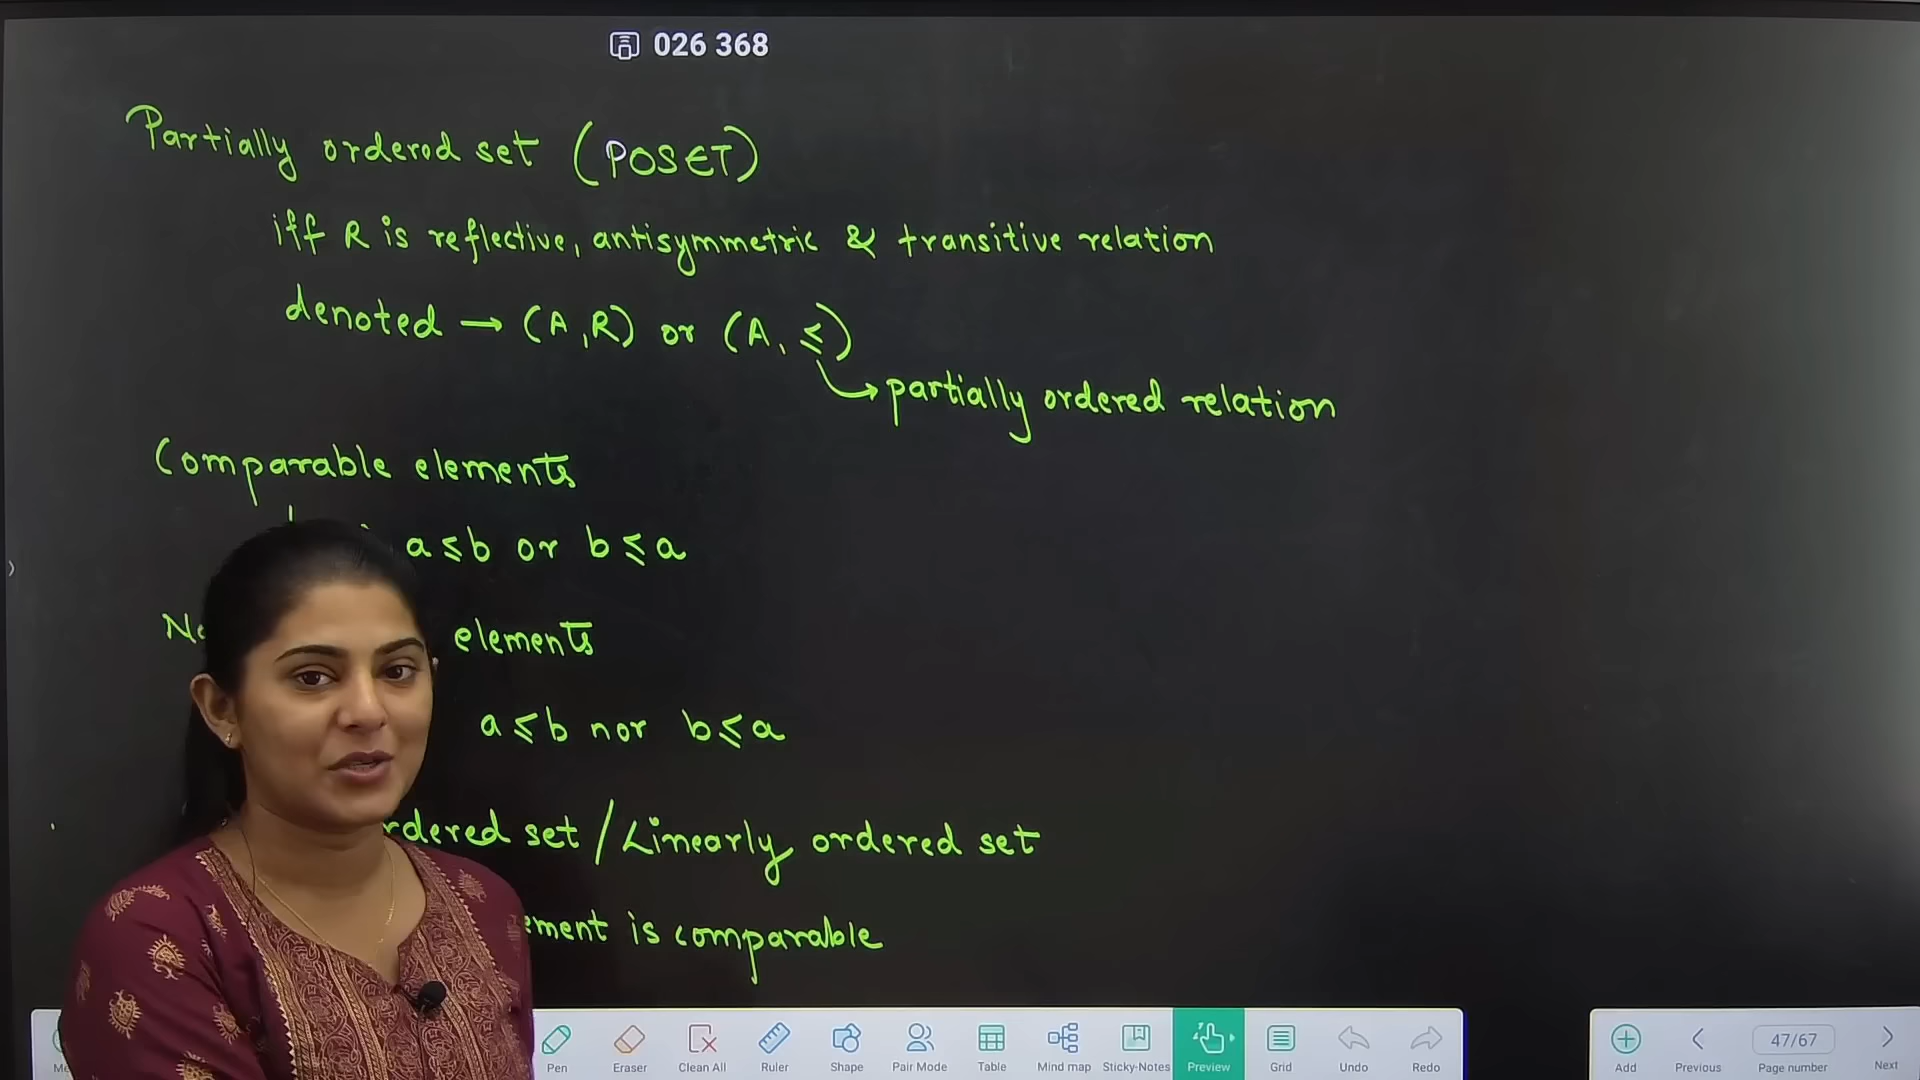 026 368
Partially ordered set (POSET)
iff R is reflective, antisymmetric & transitive relation
denoted → (A,R) or (A, ≤)
→ partially ordered relation
Comparable elements
a ≤ b or b ≤ a
elements
a ≤ b nor b ≤ a
set / Linearly ordered set
is comparable
Pen Eraser Clean All Ruler Shape Pair Mode Table Mind map Sticky-Notes Preview Grid Undo Redo Add Previous 47/67 Page number Next